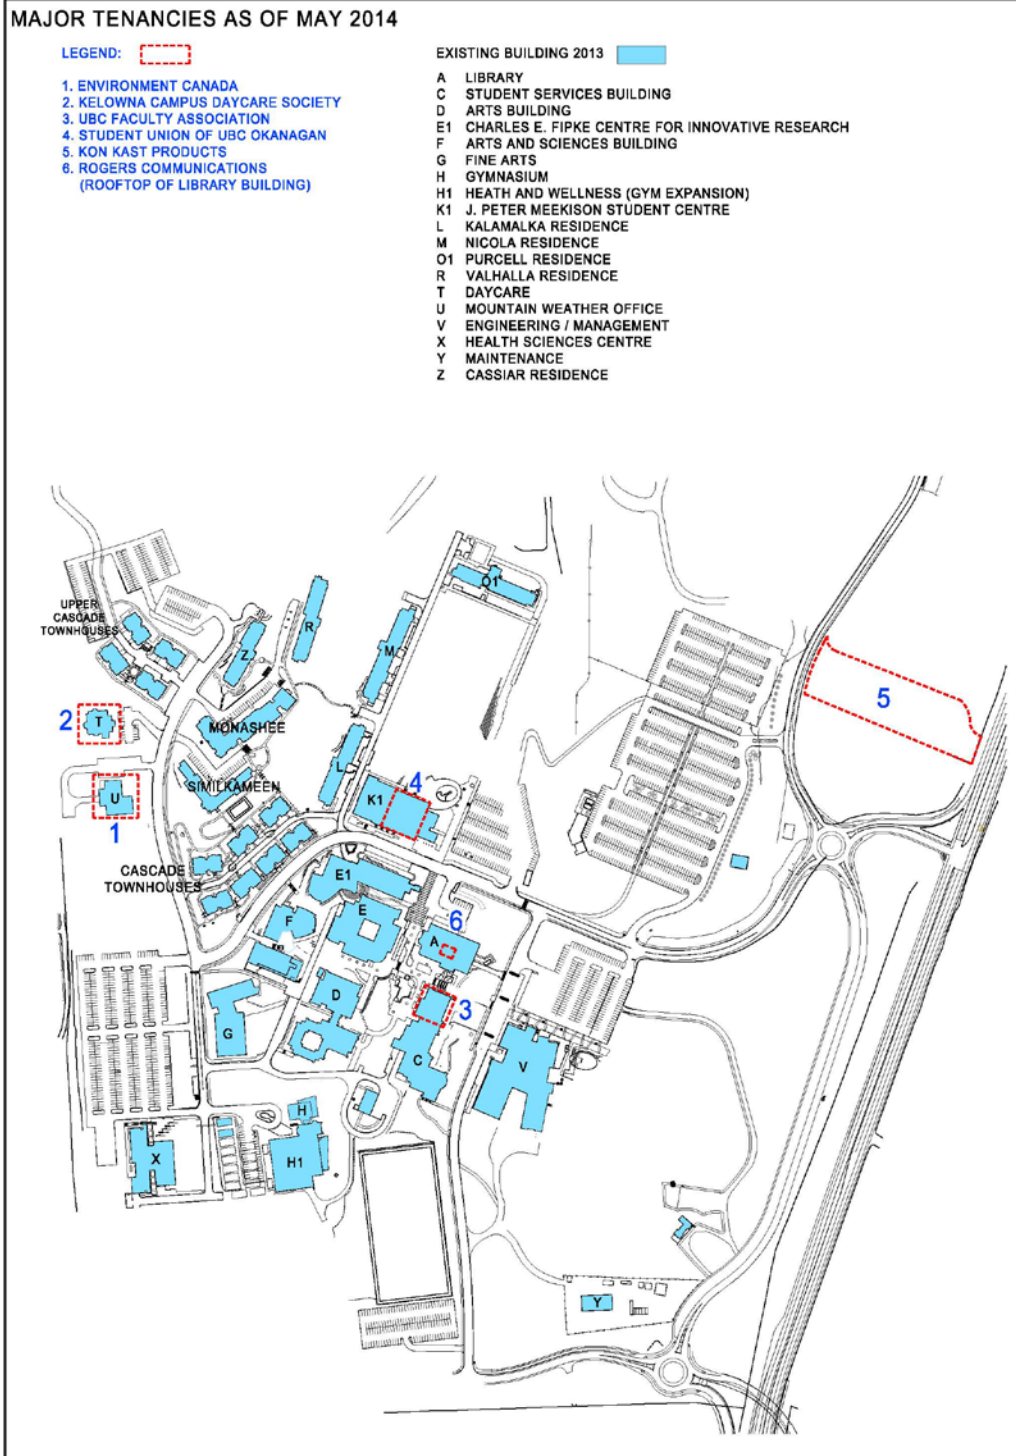 MAJOR TENANCIES AS OF MAY 2014
LEGEND:
1. ENVIRONMENT CANADA
2. KELOWNA CAMPUS DAYCARE SOCIETY
3. UBC FACULTY ASSOCIATION
4. STUDENT UNION OF UBC OKANAGAN
5. KON KAST PRODUCTS
6. ROGERS COMMUNICATIONS
(ROOFTOP OF LIBRARY BUILDING)
EXISTING BUILDING 2013
A LIBRARY
C STUDENT SERVICES BUILDING
D ARTS BUILDING
E1 CHARLES E. FIPKE CENTRE FOR INNOVATIVE RESEARCH
F ARTS AND SCIENCES BUILDING
G FINE ARTS
H GYMNASIUM
H1 HEATH AND WELLNESS (GYM EXPANSION)
K1 J. PETER MEEKISON STUDENT CENTRE
L KALAMALKA RESIDENCE
M NICOLA RESIDENCE
O1 PURCELL RESIDENCE
R VALHALLA RESIDENCE
T DAYCARE
U MOUNTAIN WEATHER OFFICE
V ENGINEERING / MANAGEMENT
X HEALTH SCIENCES CENTRE
Y MAINTENANCE
Z CASSIAR RESIDENCE
O1
UPPER
CASCADE
TOWNHOUSES
R
M
Z
5
2
T
MONASHEE
L
4
SIMILKAMEEN
K1
U
1
CASCADE
TOWNHOUSES
E1
E
F
6
A
D
3
G
C
V
H
X
H1
Y